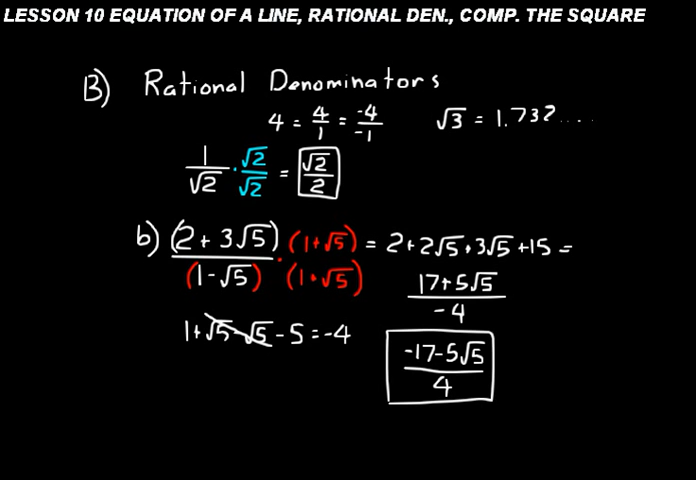 LESSON 10 EQUATION OF A LINE, RATIONAL DEN., COMP. THE SQUARE
B) Rational Denominators
4 = 4/1 = -4/-1    √3 = 1.732....
1/√2 · √2/√2 = √2/2
b) (2 + 3√5)/(1-√5) · (1+√5)/(1+√5) = 2+2√5+3√5+15 =
17+5√5/-4
1+√5-√5-5=-4
-17-5√5/4